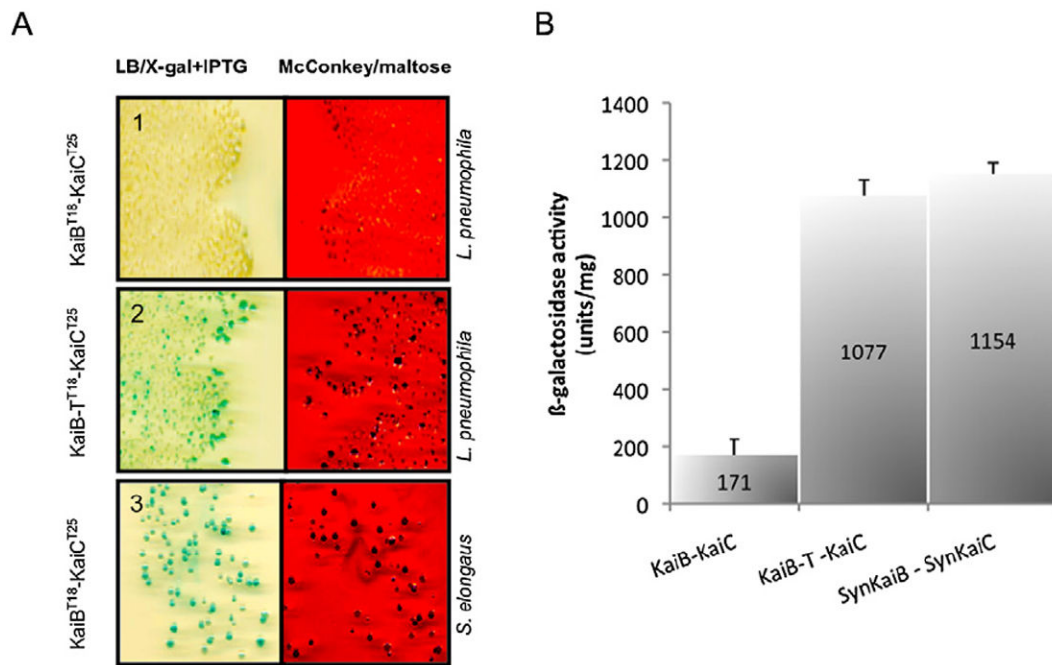 A
LB/X-gal+IPTG McConkey/maltose
1
KaiB^T18-KaiC^T25
L. pneumophila
2
KaiB-T^T18-KaiC^T25
L. pneumophila
3
KaiB^T18-KaiC^T25
S. elongaus
B
ß-galactosidase activity
(units/mg)
1400
1200
1000
800
600
400
200
0
171
1077
1154
KaiB-KaiC
KaiB-T -KaiC
SynKaiB - SynKaiC